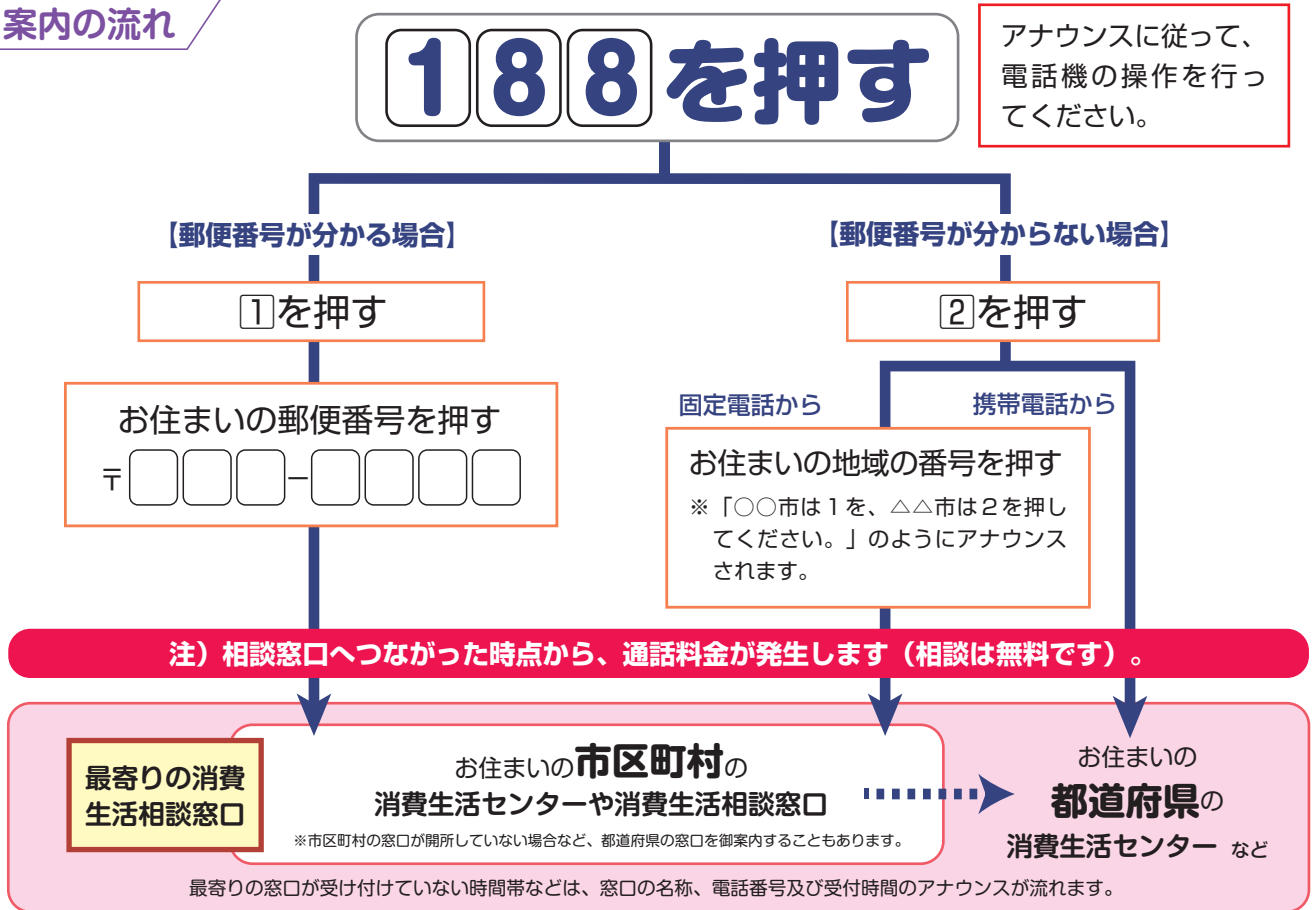 案内の流れ
188を押す
アナウンスに従って、
電話機の操作を行っ
てください。
【郵便番号が分かる場合】
【郵便番号が分からない場合】
1を押す
2を押す
お住まいの郵便番号を押す
〒□□□−□□□□
固定電話から
携帯電話から
お住まいの地域の番号を押す
※「○○市は1を、△△市は2を押し
てください。」のようにアナウンス
されます。
注）相談窓口へつながった時点から、通話料金が発生します（相談は無料です）。
最寄りの消費
生活相談窓口
お住まいの市区町村の
消費生活センターや消費生活相談窓口
※市区町村の窓口が開所していない場合など、都道府県の窓口を御案内することもあります。
お住まいの
都道府県の
消費生活センター など
最寄りの窓口が受け付けていない時間帯などは、窓口の名称、電話番号及び受付時間のアナウンスが流れます。